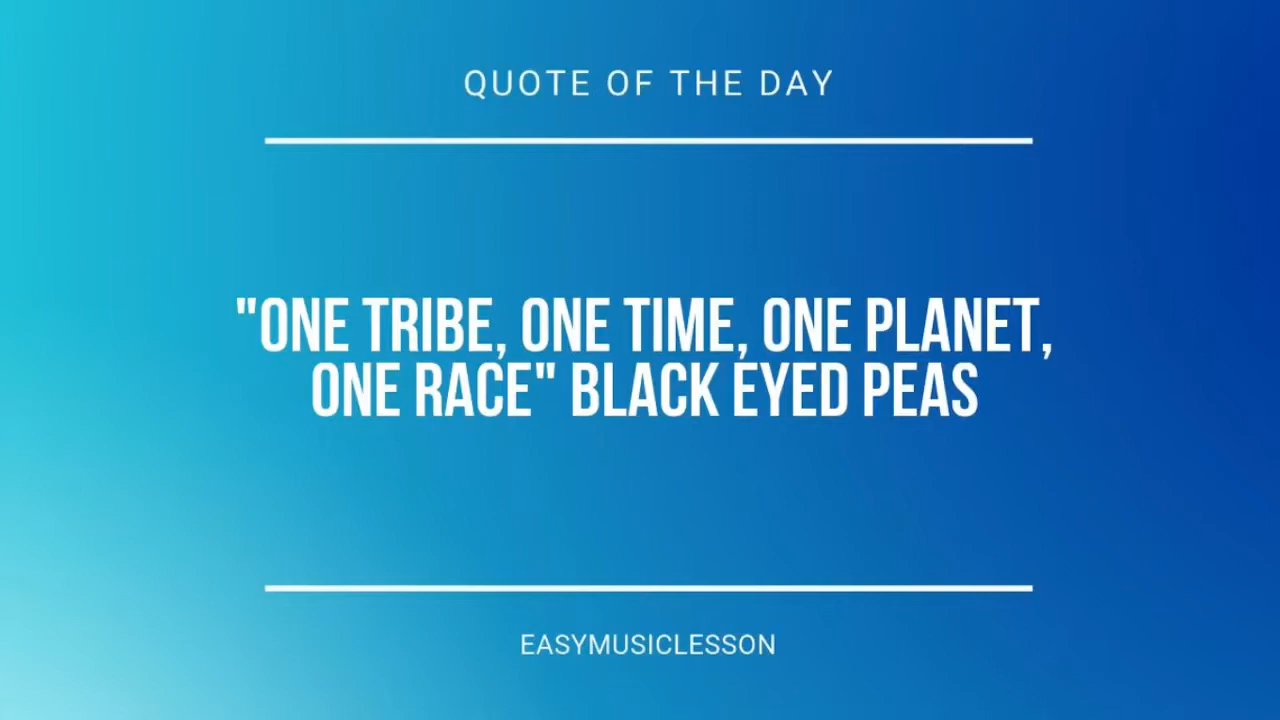 QUOTE OF THE DAY
"ONE TRIBE, ONE TIME, ONE PLANET,
ONE RACE" BLACK EYED PEAS
EASYMUSICLESSON